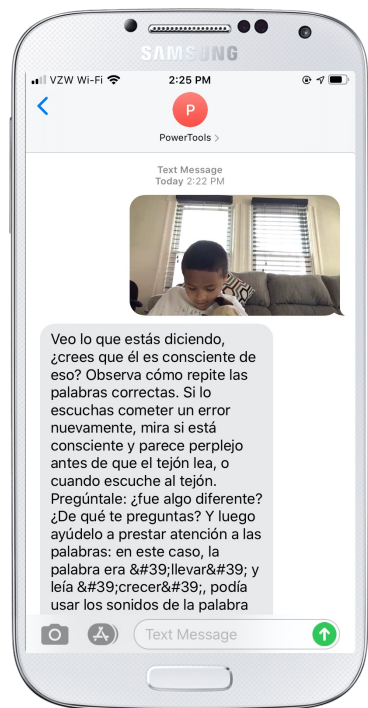 SAMSUNG
VZW Wi-Fi 2:25 PM
P
PowerTools >
Text Message
Today 2:22 PM
Veo lo que estás diciendo,
¿crees que él es consciente de
eso? Observa cómo repite las
palabras correctas. Si lo
escuchas cometer un error
nuevamente, mira si está
consciente y parece perplejo
antes de que el tejón lea, o
cuando escuche al tejón.
Pregúntale: ¿fue algo diferente?
¿De qué te preguntas? Y luego
ayúdelo a prestar atención a las
palabras: en este caso, la
palabra era &#39;llevar&#39; y
leía &#39;crecer&#39;, podía
usar los sonidos de la palabra
Text Message